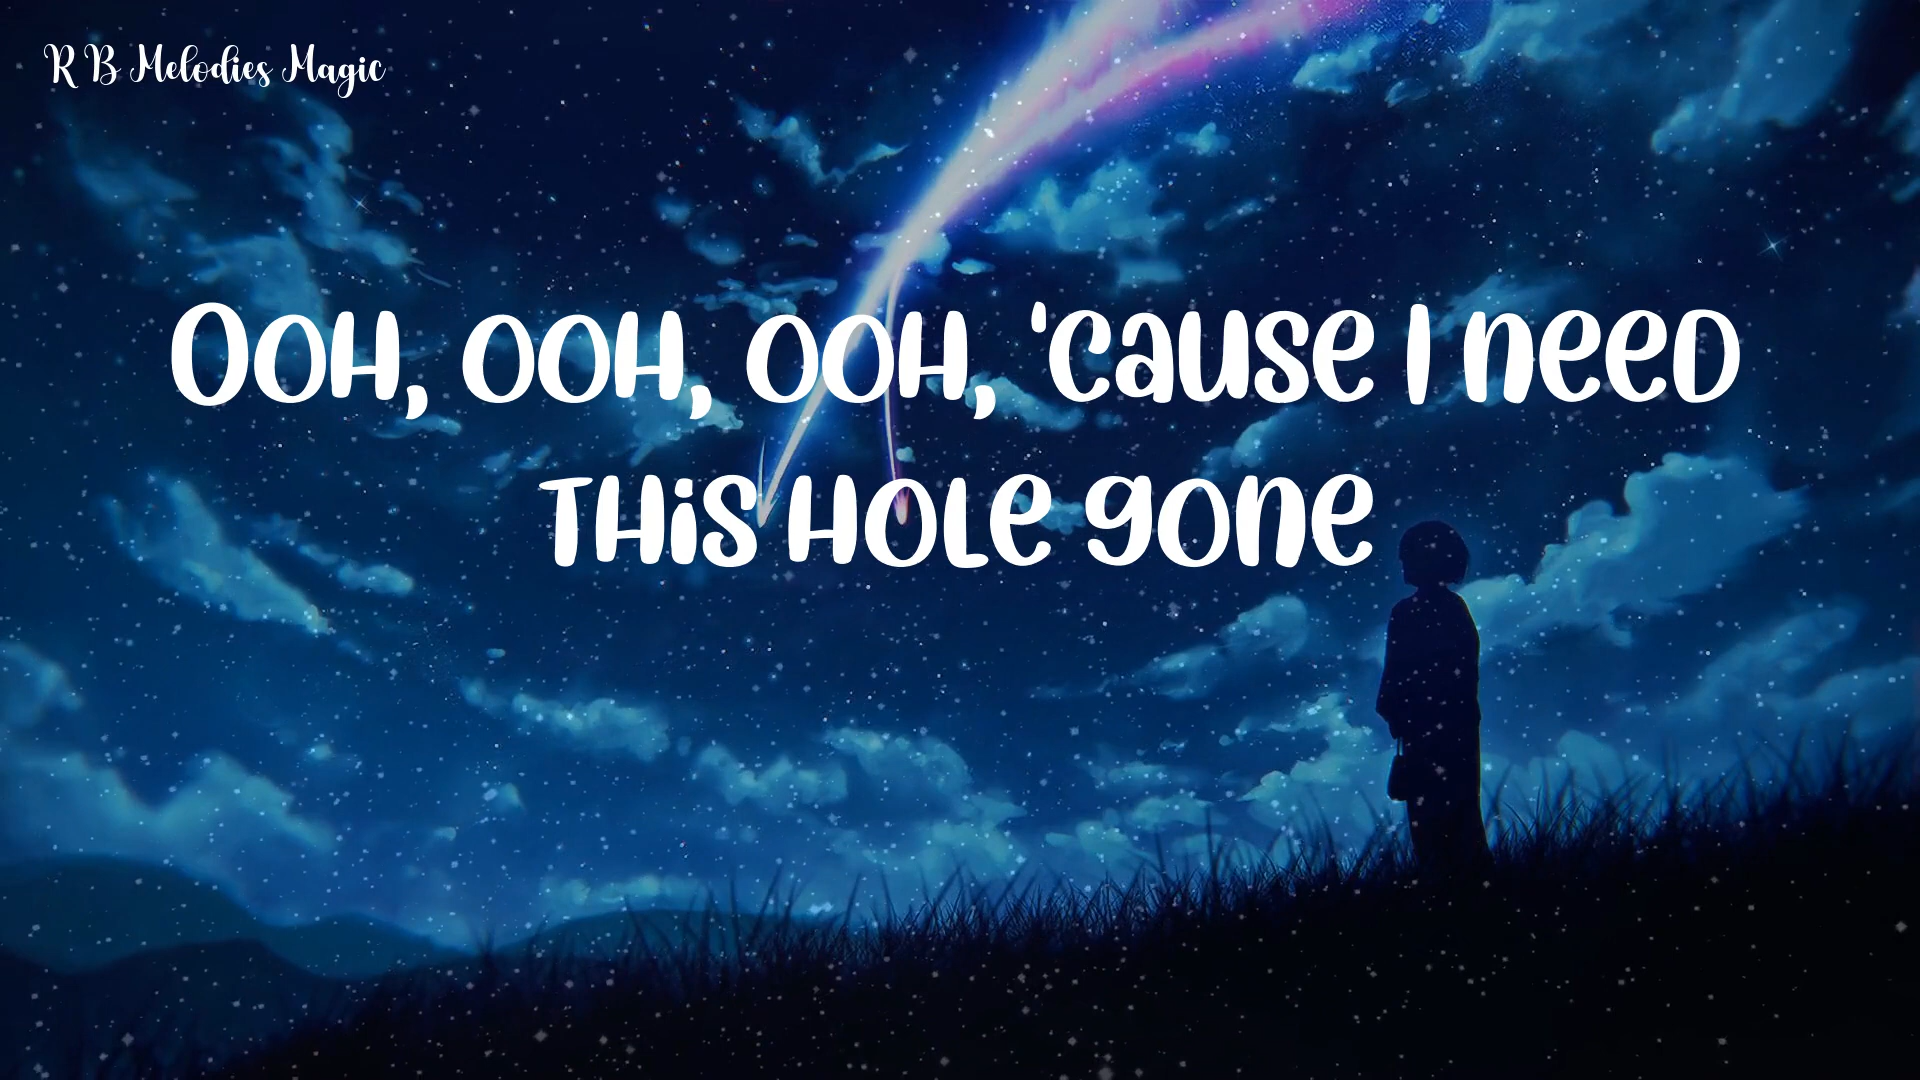 R B Melodies Magic
Ooh, ooh, ooh, 'cause I need
this hole gone